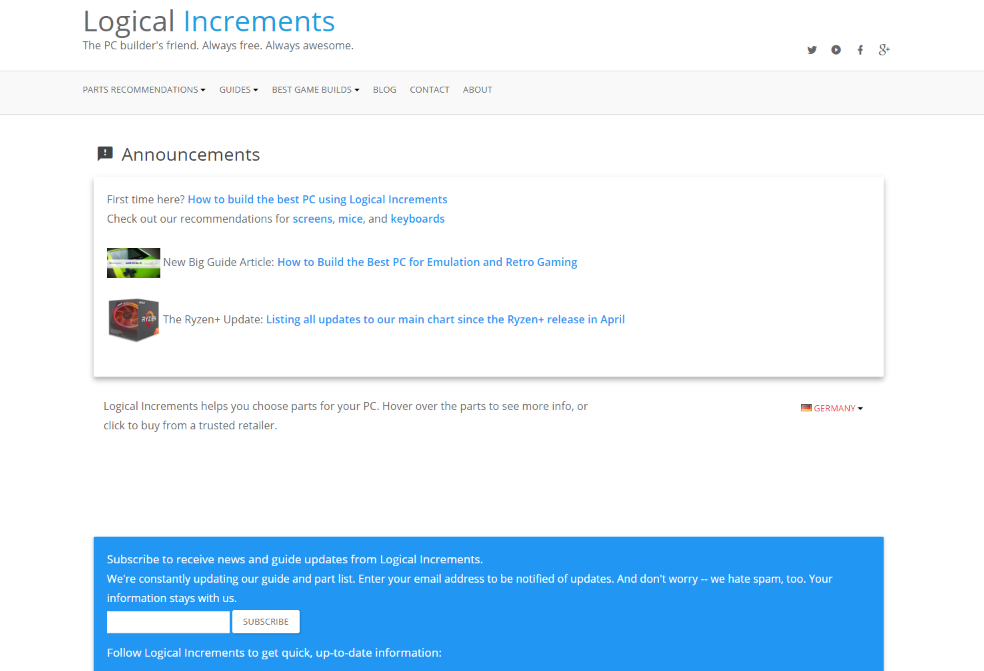 Logical Increments
The PC builder's friend. Always free. Always awesome.
PARTS RECOMMENDATIONS GUIDES BEST GAME BUILDS BLOG CONTACT ABOUT
Announcements
First time here? How to build the best PC using Logical Increments
Check out our recommendations for screens, mice, and keyboards
New Big Guide Article: How to Build the Best PC for Emulation and Retro Gaming
RYZEN
The Ryzen+ Update: Listing all updates to our main chart since the Ryzen+ release in April
Logical Increments helps you choose parts for your PC. Hover over the parts to see more info, or
click to buy from a trusted retailer.
GERMANY
Subscribe to receive news and guide updates from Logical Increments.
We're constantly updating our guide and part list. Enter your email address to be notified of updates. And don't worry -- we hate spam, too. Your
information stays with us.
SUBSCRIBE
Follow Logical Increments to get quick, up-to-date information: